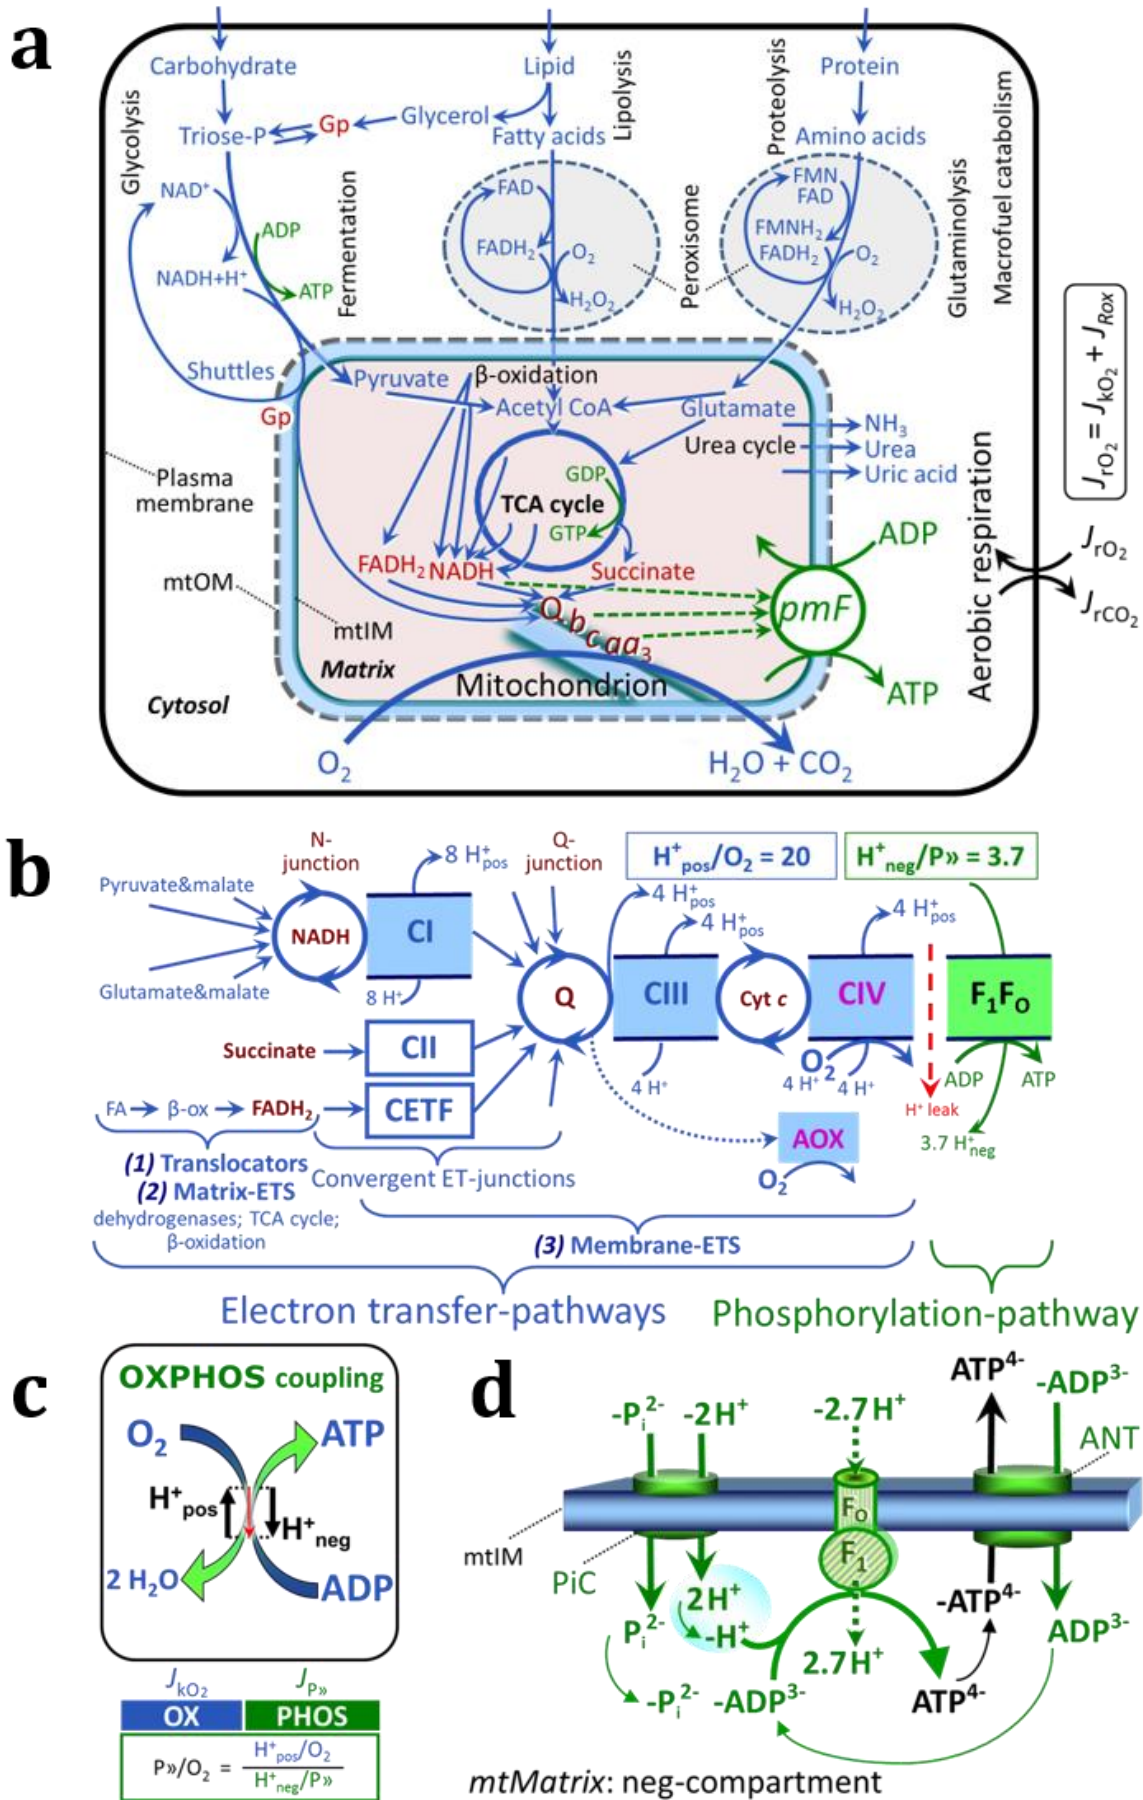 a
Carbohydrate
Lipid
Protein
Glycolysis
Triose-P
Gp
Glycerol
Fatty acids
Lipolysis
Proteolysis
Amino acids
Macrofuel catabolism
NAD⁺
NADH+H⁺
ADP
ATP
Fermentation
FAD
FADH₂
O₂
H₂O₂
Peroxisome
FMN
FAD
FMNH₂
FADH₂
O₂
H₂O₂
Glutaminolysis
Shuttles
Gp
Pyruvate
β-oxidation
Acetyl CoA
Glutamate
Urea cycle
NH₃
Urea
Uric acid
Plasma
membrane
GDP
TCA cycle
GTP
FADH₂
NADH
Succinate
mtOM
mtIM
Matrix
Q b c aa₃
Mitochondrion
pmF
ADP
ATP
Cytosol
O₂
H₂O + CO₂
Aerobic respiration
JrO₂ = JkO₂ + JRox
JrO₂
JrCO₂
b
N-
junction
8 H⁺pos
Q-
junction
H⁺pos/O₂ = 20
H⁺neg/P» = 3.7
Pyruvate&malate
NADH
CI
4 H⁺pos
4 H⁺pos
4 H⁺pos
Glutamate&malate
8 H⁺
Q
CIII
Cyt c
CIV
F₁FO
Succinate
CII
4 H⁺
O₂
4 H⁺
4 H⁺
ADP
ATP
H⁺ leak
FA
β-ox
FADH₂
CETF
AOX
O₂
3.7 H⁺neg
(1) Translocators
(2) Matrix-ETS
dehydrogenases; TCA cycle;
β-oxidation
Convergent ET-junctions
(3) Membrane-ETS
Electron transfer-pathways
Phosphorylation-pathway
c
OXPHOS coupling
O₂
ATP
H⁺pos
H⁺neg
2 H₂O
ADP
JkO₂
JP»
OX
PHOS
P»/O₂ = H⁺pos/O₂
H⁺neg/P»
d
ATP⁴⁻
-ADP³⁻
-Pi²⁻
-2H⁺
-2.7H⁺
ANT
FO
F₁
mtIM
PiC
2H⁺
-H⁺
Pi²⁻
2.7H⁺
-ATP⁴⁻
ADP³⁻
-Pi²⁻
-ADP³⁻
ATP⁴⁻
mtMatrix: neg-compartment